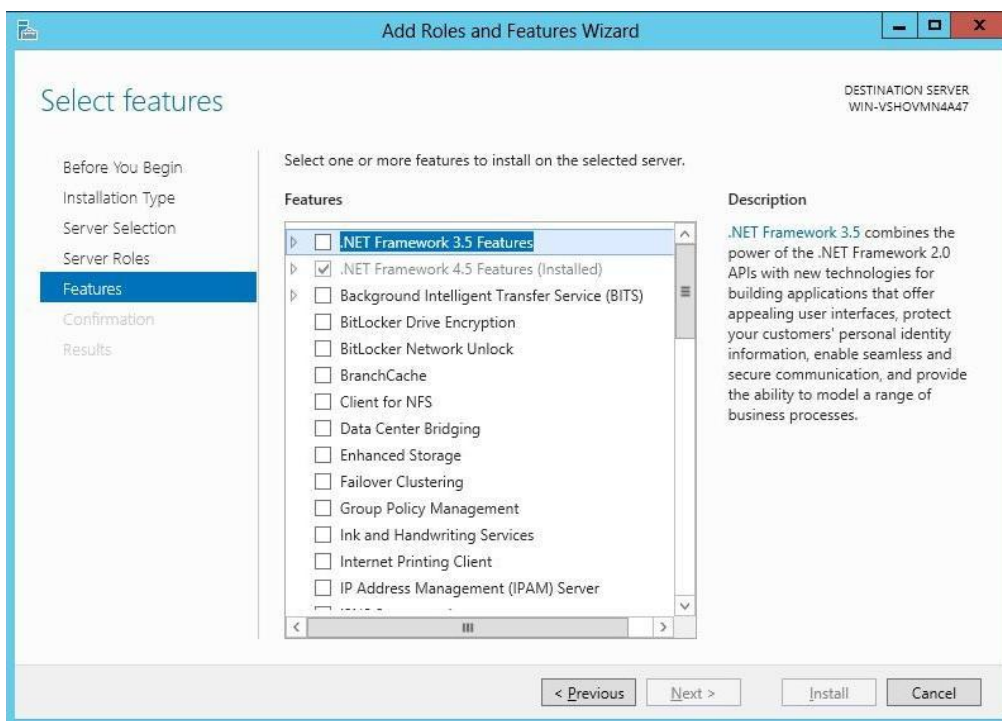 Add Roles and Features Wizard
Select features
DESTINATION SERVER
WIN-VSHOVMN4A47
Before You Begin
Installation Type
Server Selection
Server Roles
Features
Confirmation
Results
Select one or more features to install on the selected server.
Features
.NET Framework 3.5 Features
.NET Framework 4.5 Features (Installed)
Background Intelligent Transfer Service (BITS)
BitLocker Drive Encryption
BitLocker Network Unlock
BranchCache
Client for NFS
Data Center Bridging
Enhanced Storage
Failover Clustering
Group Policy Management
Ink and Handwriting Services
Internet Printing Client
IP Address Management (IPAM) Server
Description
.NET Framework 3.5 combines the
power of the .NET Framework 2.0
APIs with new technologies for
building applications that offer
appealing user interfaces, protect
your customers' personal identity
information, enable seamless and
secure communication, and provide
the ability to model a range of
business processes.
< Previous
Next >
Install
Cancel